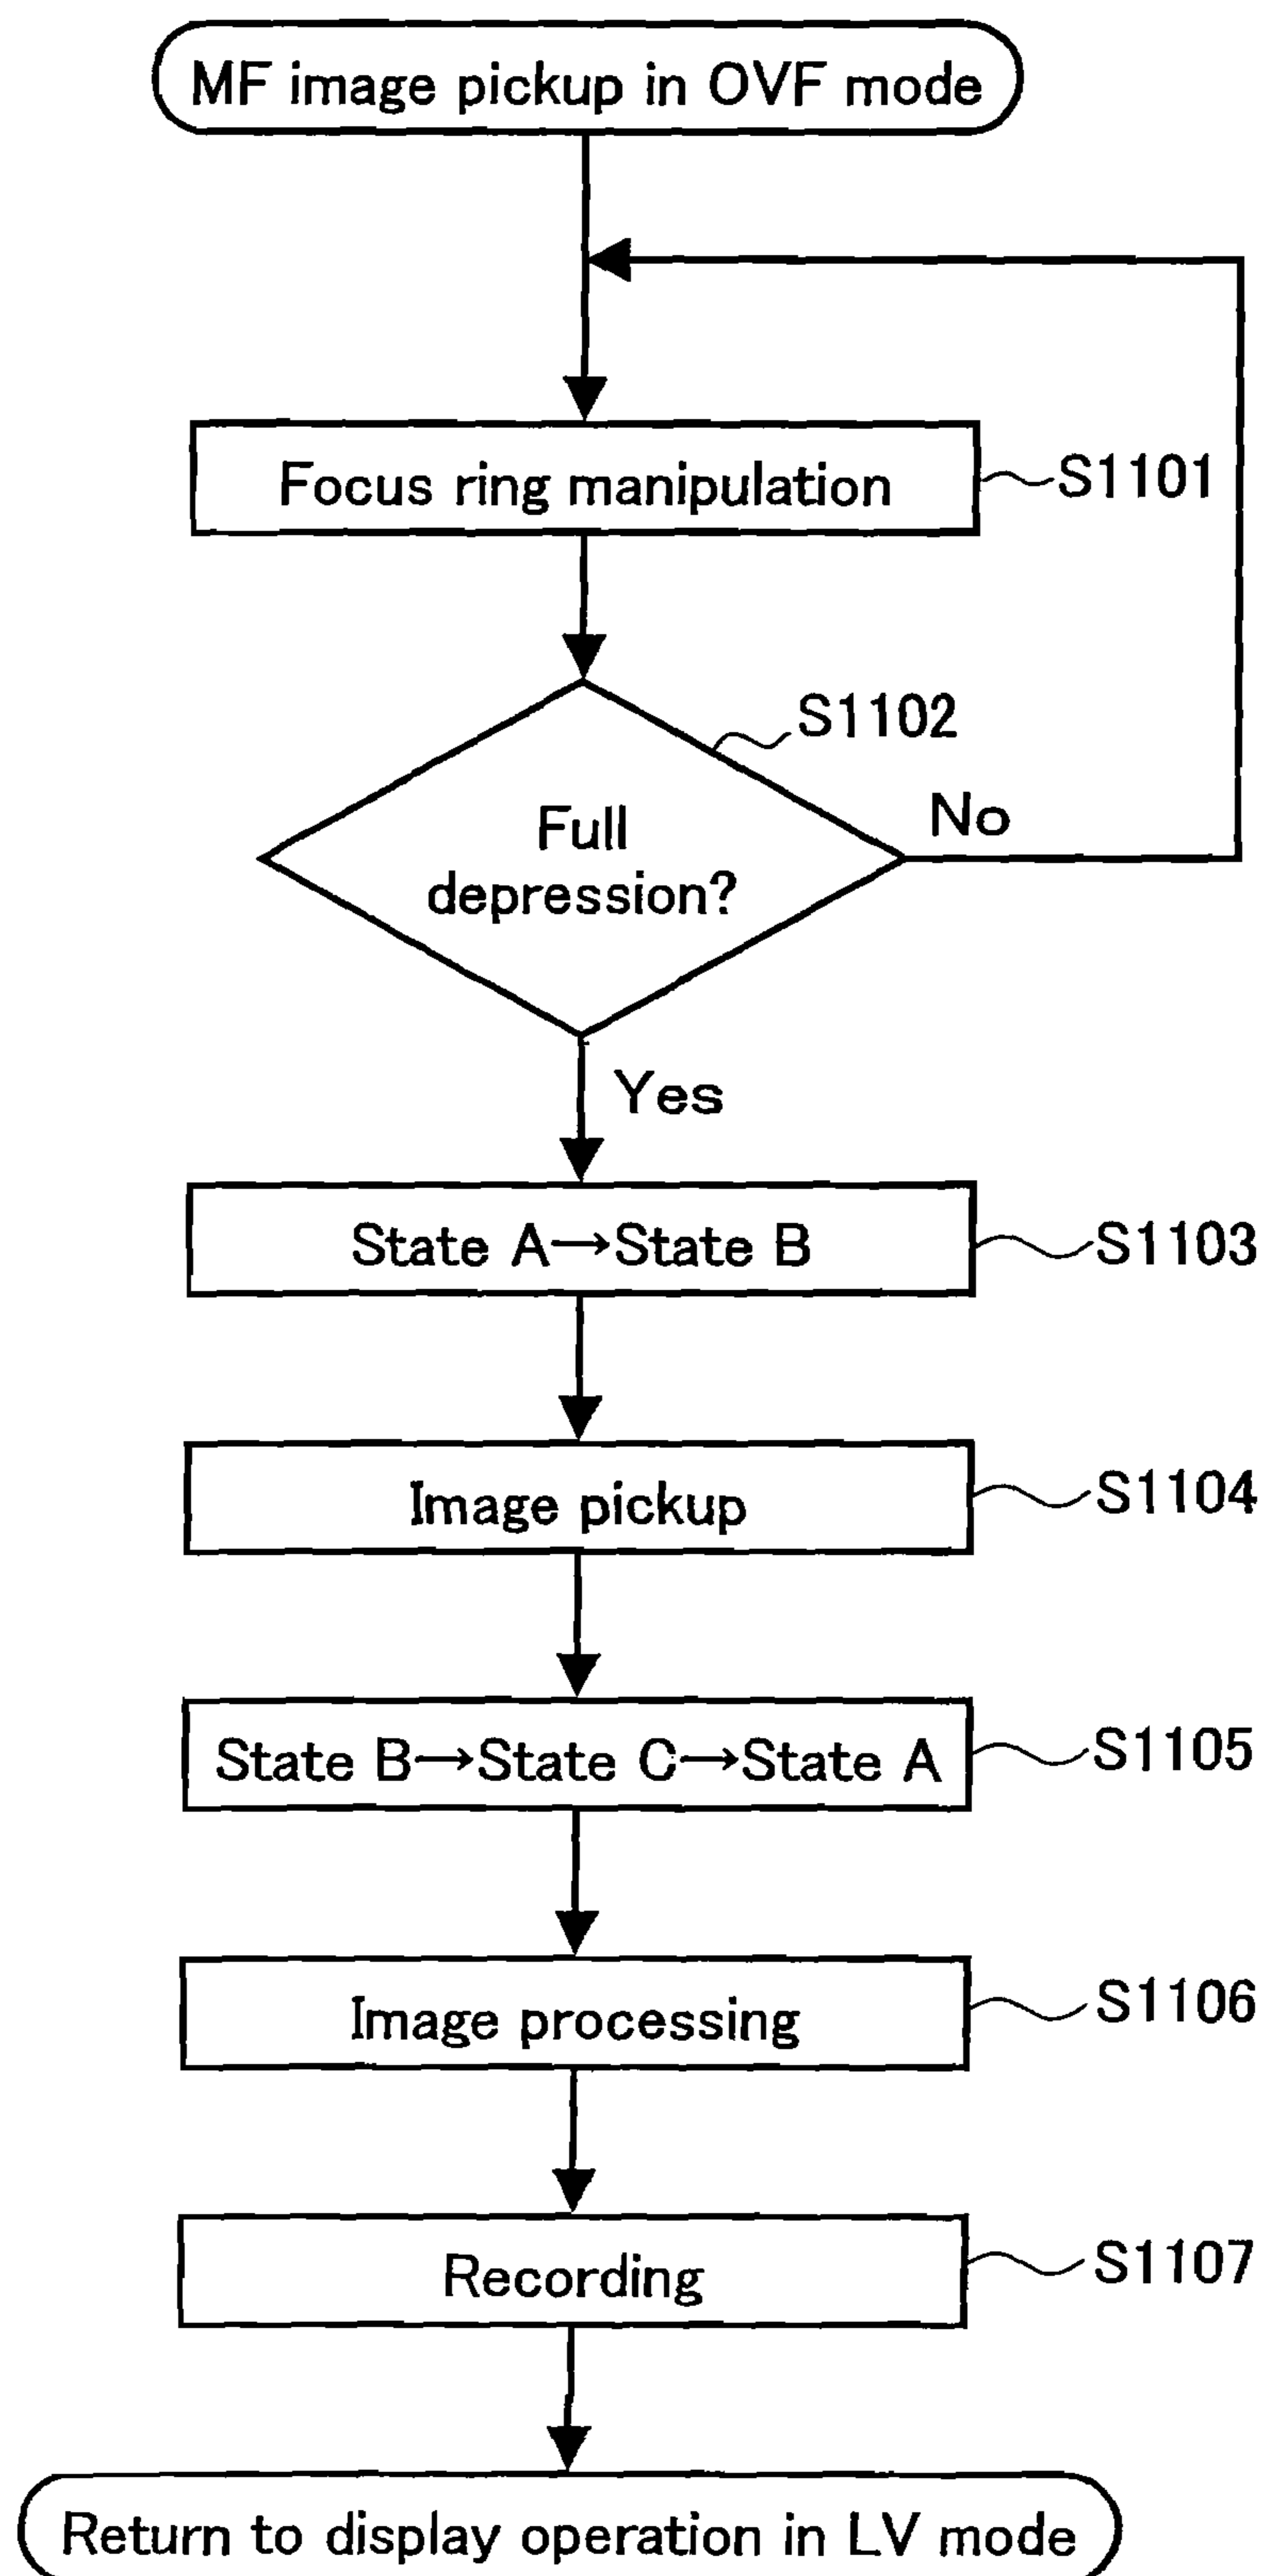 MF image pickup in OVF mode
Focus ring manipulation
S1101
S1102
Full
depression?
No
Yes
State A→State B
S1103
Image pickup
S1104
State B→State C→State A
S1105
Image processing
S1106
Recording
S1107
Return to display operation in LV mode